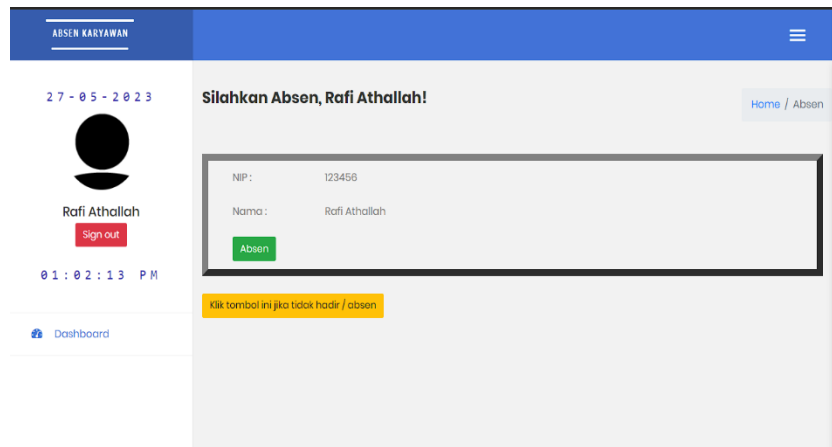 ABSEN KARYAWAN
27-05-2023
Rafi Athallah
Sign out
01:02:13 PM
Dashboard
Silahkan Absen, Rafi Athallah!
Home / Absen
NIP : 123456
Nama : Rafi Athallah
Absen
Klik tombol ini jika tidak hadir / absen